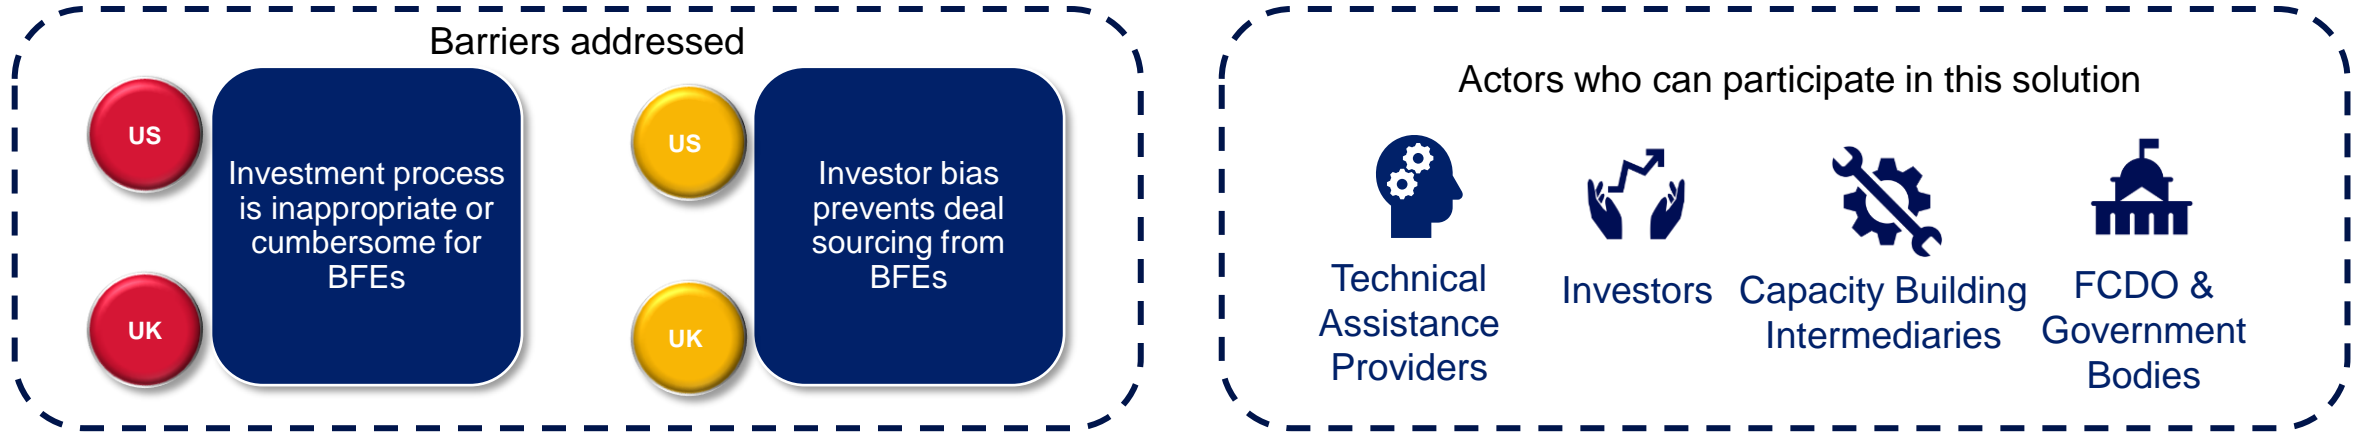 Barriers addressed
US
UK
Investment process
is inappropriate or
cumbersome for
BFEs
US
UK
Investor bias
prevents deal
sourcing from
BFEs
Actors who can participate in this solution
Technical
Assistance
Providers
Investors
Capacity Building
Intermediaries
FCDO &
Government
Bodies